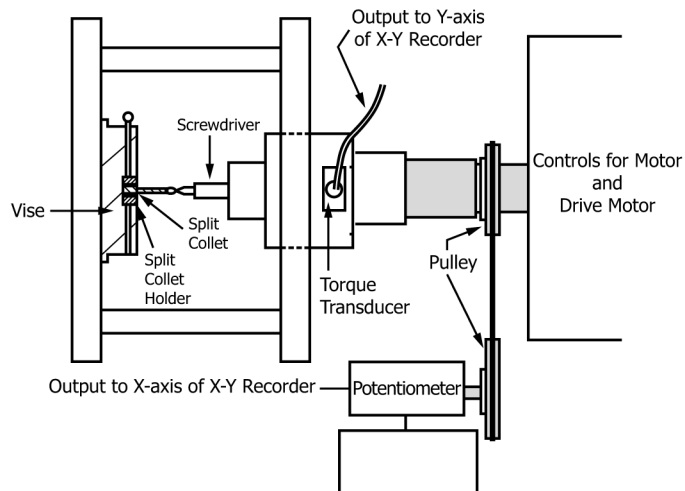 Output to Y-axis
of X-Y Recorder
Screwdriver
Controls for Motor
and
Drive Motor
Vise
Split
Collet
Split
Collet
Holder
Torque
Transducer
Pulley
Output to X-axis of X-Y Recorder
Potentiometer